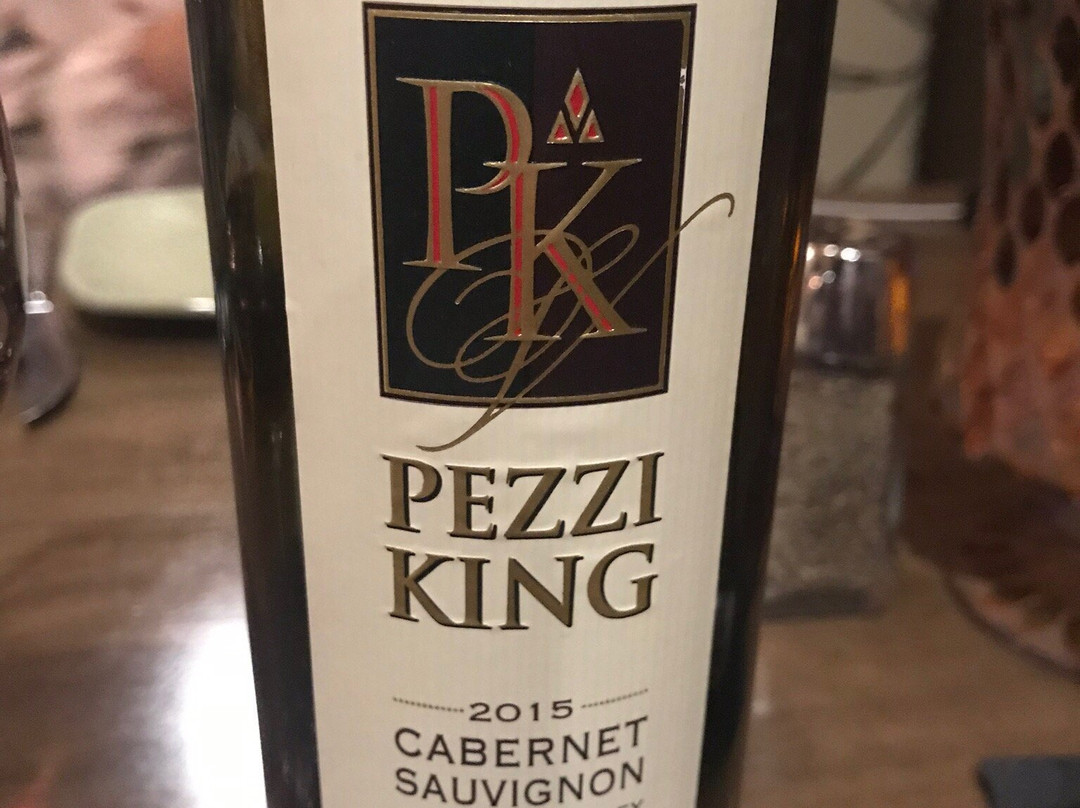 PK
PEZZI
KING
2015
CABERNET
SAUVIGNON